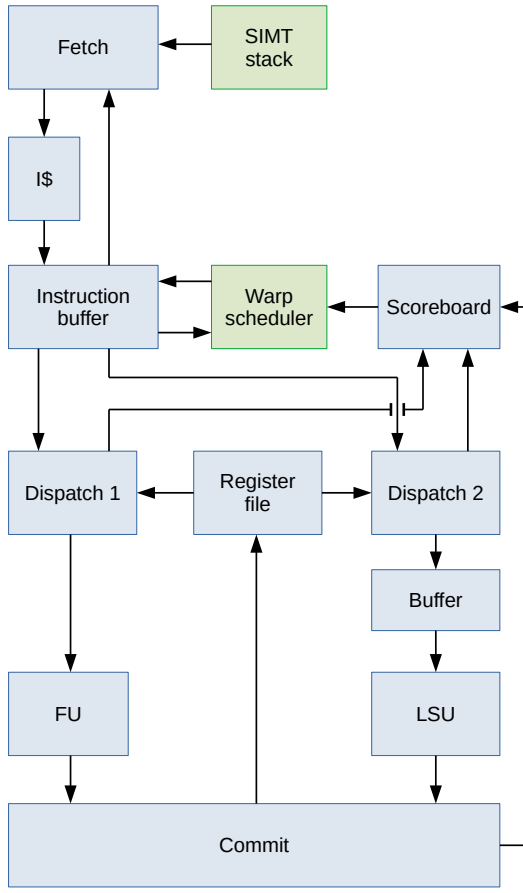 Fetch
SIMT
stack
I$
Instruction
buffer
Warp
scheduler
Scoreboard
Dispatch 1
Register
file
Dispatch 2
Buffer
FU
LSU
Commit